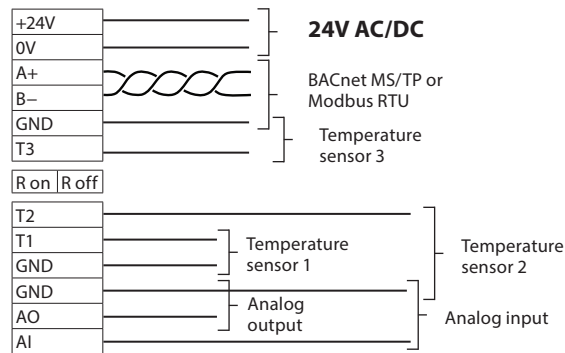 +24V
0V
A+
B−
GND
T3
R on R off
T2
T1
GND
GND
AO
AI
24V AC/DC
BACnet MS/TP or
Modbus RTU
Temperature
sensor 3
Temperature
sensor 1
Temperature
sensor 2
Analog
output
Analog input